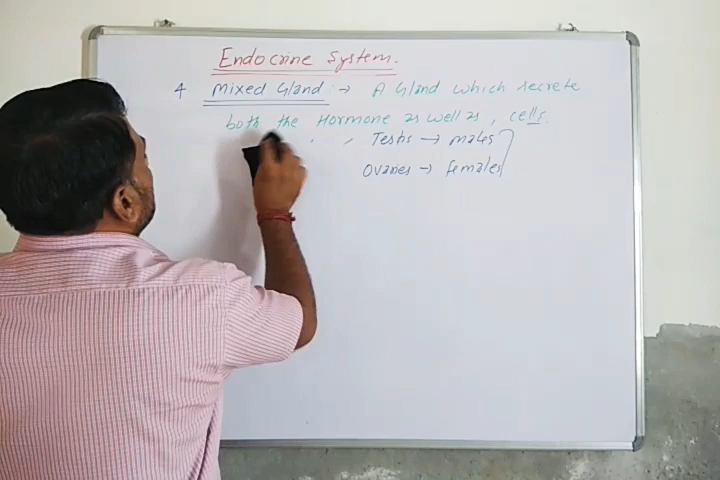 Endocrine System.
4 Mixed Gland :→ A Gland which secrete
both the Hormone as well as, cells.
Testis → males
Ovaries → females